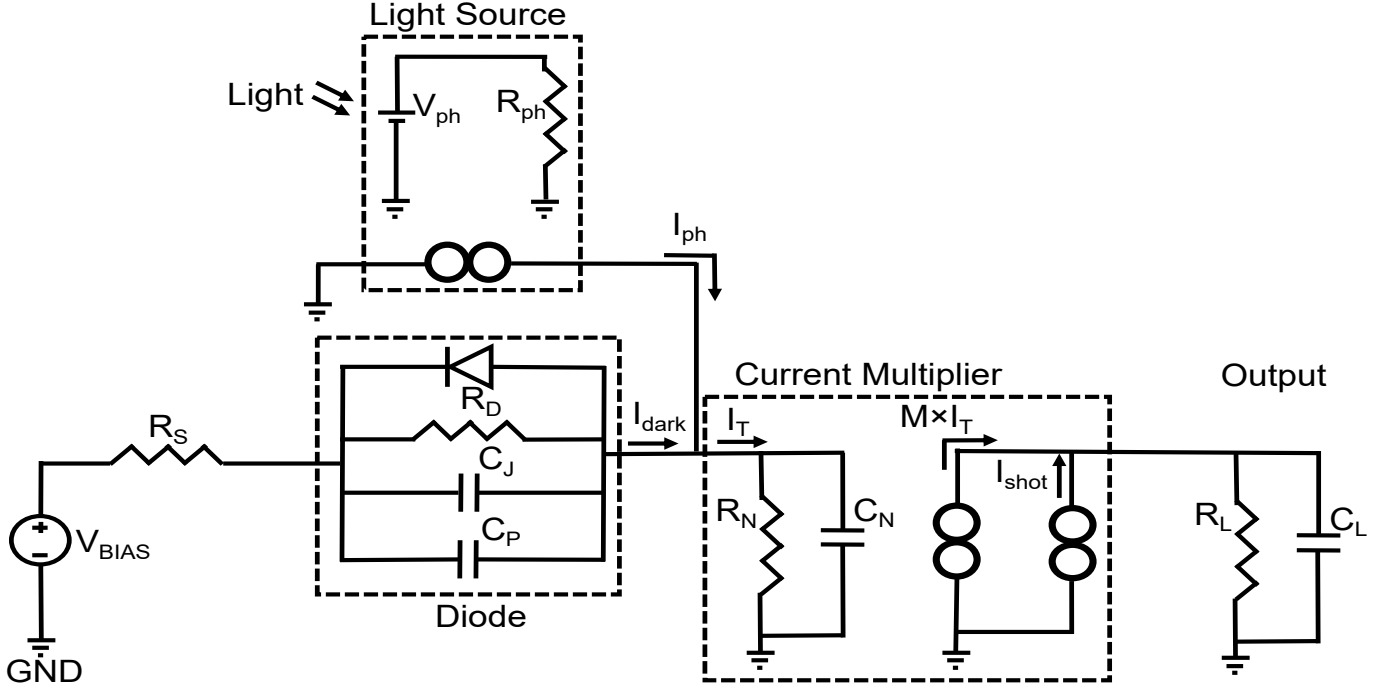 Light Source
Light
V_ph
R_ph
I_ph
Current Multiplier
Output
R_D
I_dark
I_T
M×I_T
R_S
C_J
I_shot
R_N
C_N
R_L
C_L
C_P
+
-
V_BIAS
Diode
GND